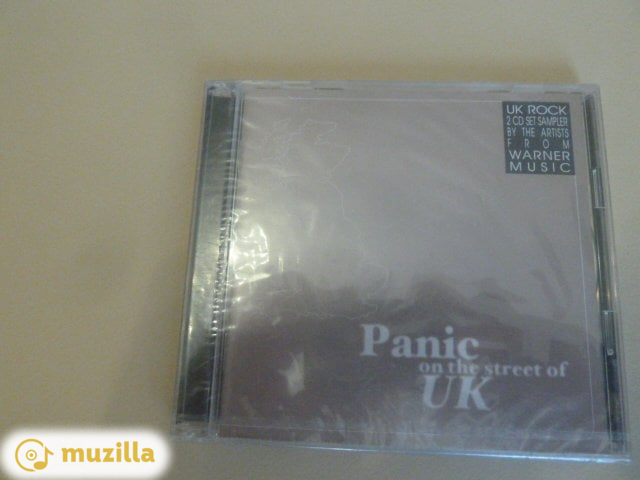 UK ROCK
2 CD SET SAMPLER
BY THE ARTISTS
FROM
WARNER
MUSIC
Panic
on the street of
UK
muzilla